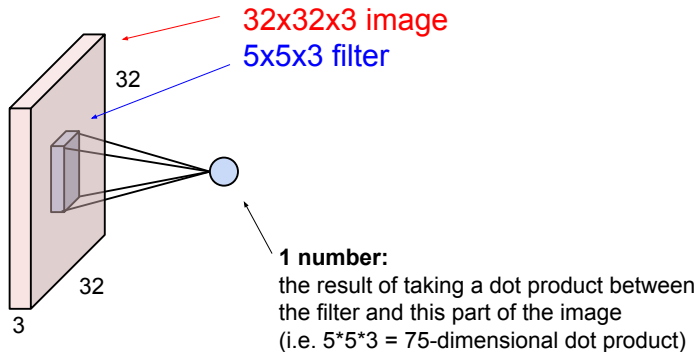 32x32x3 image
5x5x3 filter
32
32
3
1 number:
the result of taking a dot product between
the filter and this part of the image
(i.e. 5*5*3 = 75-dimensional dot product)